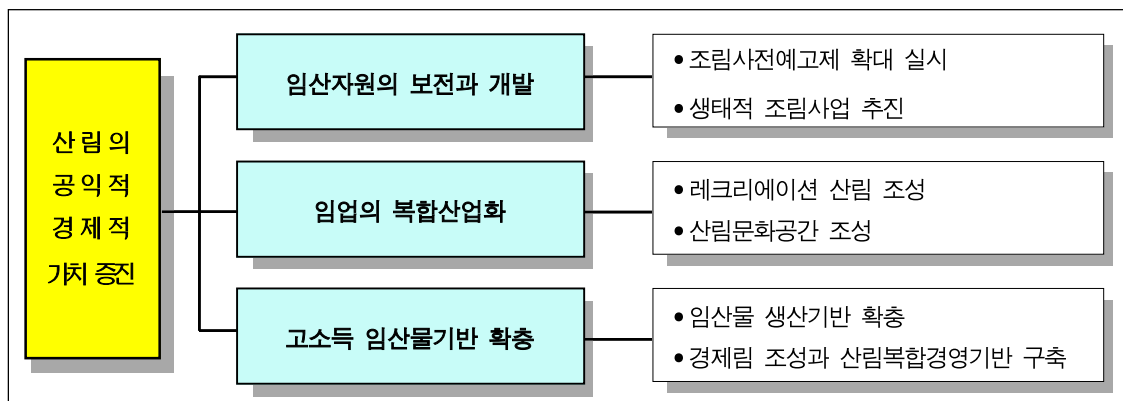 산림의
공익적
경제적
가치 증진
임산자원의 보전과 개발
• 조림사전예고제 확대 실시
• 생태적 조림사업 추진
임업의 복합산업화
• 레크리에이션 산림 조성
• 산림문화공간 조성
고소득 임산물기반 확충
• 임산물 생산기반 확충
• 경제림 조성과 산림복합경영기반 구축